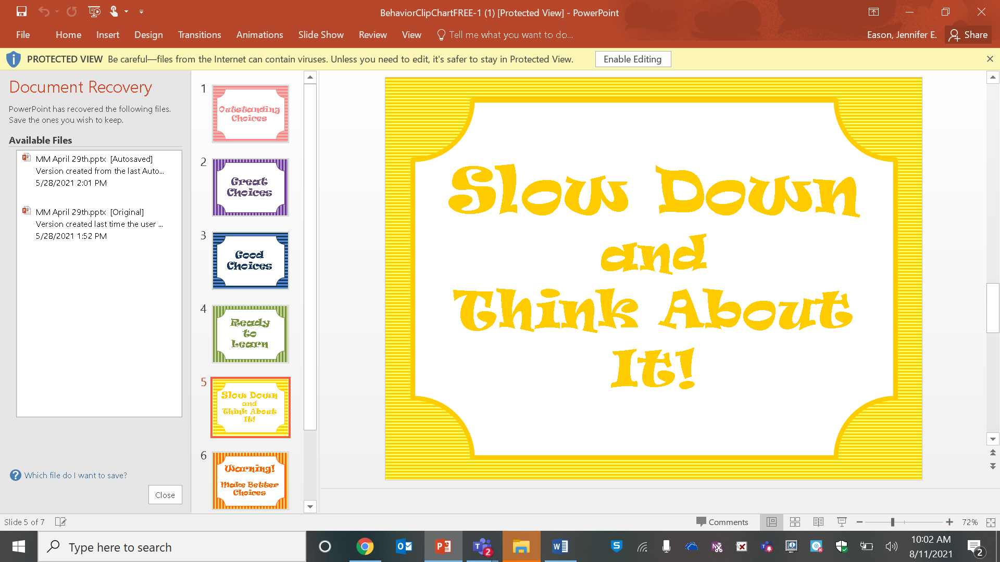 BehaviorClipChartFREE-1 (1) [Protected View] - PowerPoint
File Home Insert Design Transitions Animations Slide Show Review View Tell me what you want to do... Eason, Jennifer E. Share
PROTECTED VIEW Be careful—files from the Internet can contain viruses. Unless you need to edit, it's safer to stay in Protected View. Enable Editing
Document Recovery
PowerPoint has recovered the following files.
Save the ones you wish to keep.
Available Files
MM April 29th.pptx [Autosaved]
Version created from the last Auto...
5/28/2021 2:01 PM
MM April 29th.pptx [Original]
Version created last time the user ...
5/28/2021 1:52 PM
Which file do I want to save?
Close
1
Outstanding
Choices
2
Great
Choices
3
Good
Choices
4
Ready
to
Learn
5
Slow Down
and
Think About
It!
6
Warning!
Make Better
Choices
Slow Down
and
Think About
It!
Slide 5 of 7
Comments
72%
Type here to search
2
10:02 AM
8/11/2021
2